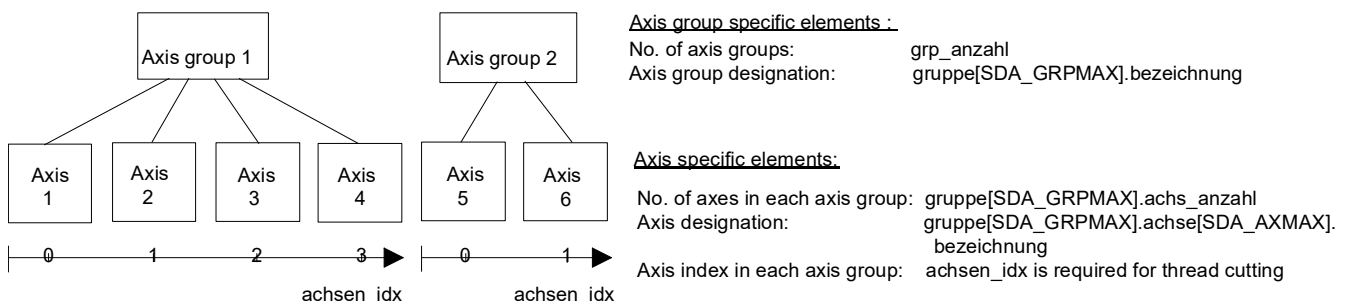 Axis group 1
Axis group 2
Axis 1
Axis 2
Axis 3
Axis 4
Axis 5
Axis 6
0 1 2 3
0 1
achsen_idx
achsen_idx
Axis group specific elements :
No. of axis groups: grp_anzahl
Axis group designation: gruppe[SDA_GRPMAX].bezeichnung
Axis specific elements:
No. of axes in each axis group: gruppe[SDA_GRPMAX].achs_anzahl
Axis designation: gruppe[SDA_GRPMAX].achse[SDA_AXMAX].
bezeichnung
Axis index in each axis group: achsen_idx is required for thread cutting